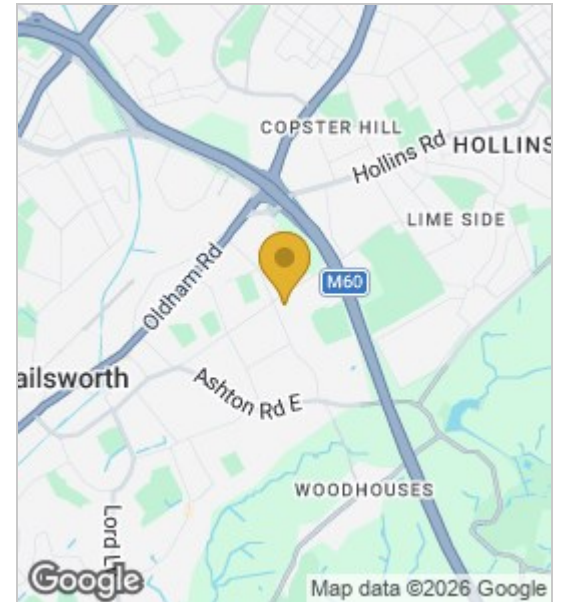 COPSTER HILL
Hollins Rd
HOLLINS
LIME SIDE
Oldham Rd
M60
ailsworth
Ashton Rd E
WOODHOUSES
Lord L
Google
Map data ©2026 Google